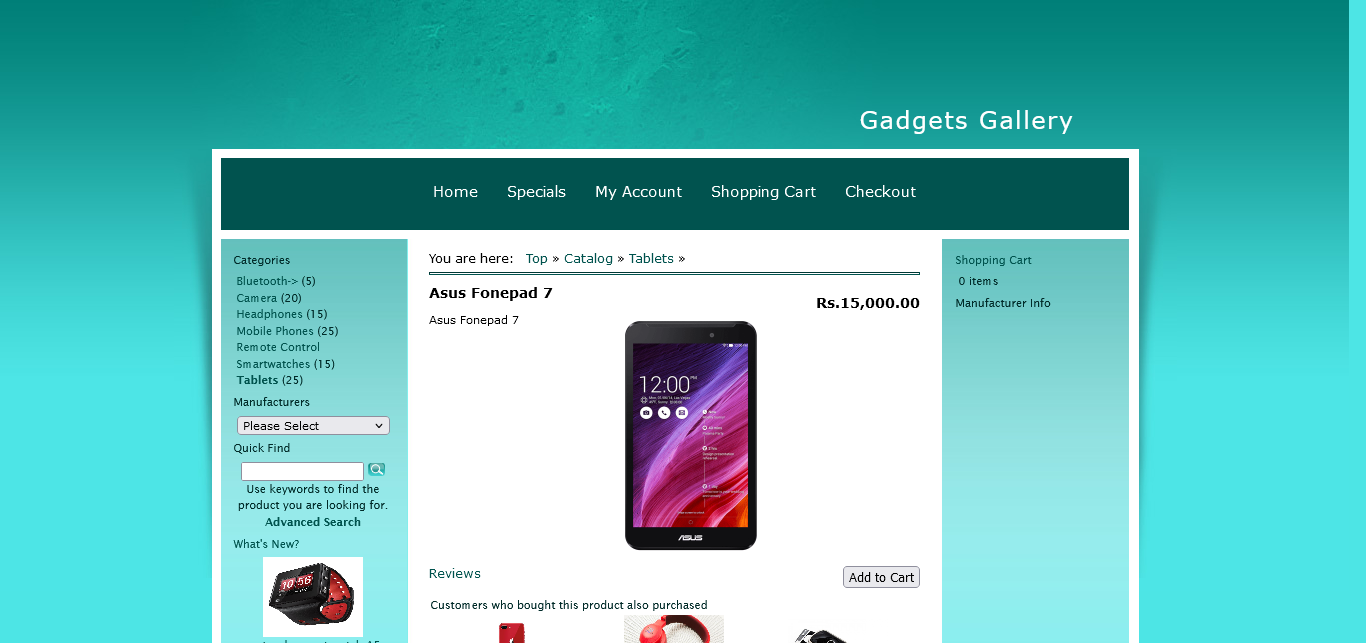 Gadgets Gallery
Home Specials My Account Shopping Cart Checkout
Categories
Bluetooth-> (5)
Camera (20)
Headphones (15)
Mobile Phones (25)
Remote Control
Smartwatches (15)
Tablets (25)
Manufacturers
Please Select
Quick Find
Use keywords to find the
product you are looking for.
Advanced Search
What's New?
You are here: Top » Catalog » Tablets »
Asus Fonepad 7
Rs.15,000.00
Asus Fonepad 7
12:00 PM
ASUS
Reviews
Add to Cart
Customers who bought this product also purchased
Shopping Cart
0 items
Manufacturer Info
10:56